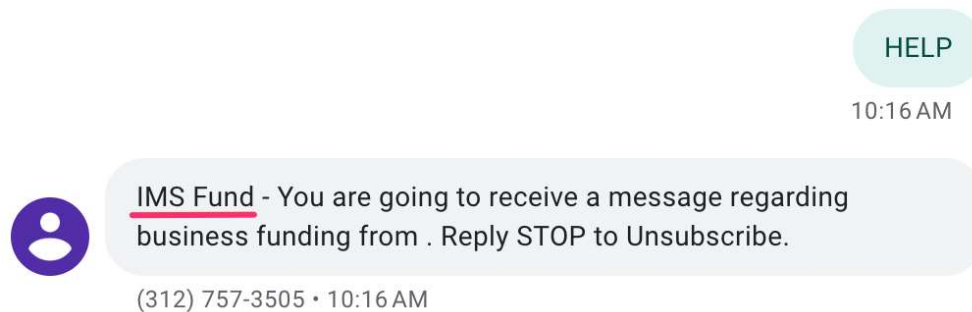 HELP
10:16 AM
IMS Fund - You are going to receive a message regarding
business funding from . Reply STOP to Unsubscribe.
(312) 757-3505 • 10:16 AM